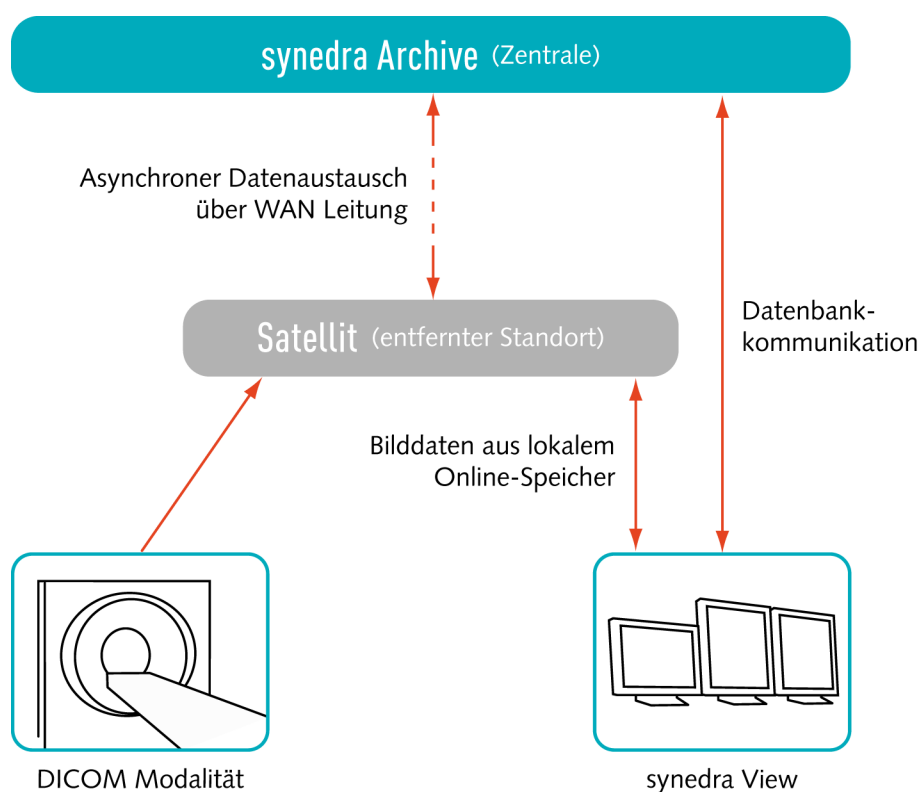 synedra Archive (Zentrale)
Asynchroner Datenaustausch
über WAN Leitung
Satellit (entfernter Standort)
Datenbank-
kommunikation
Bilddaten aus lokalem
Online-Speicher
DICOM Modalität
synedra View